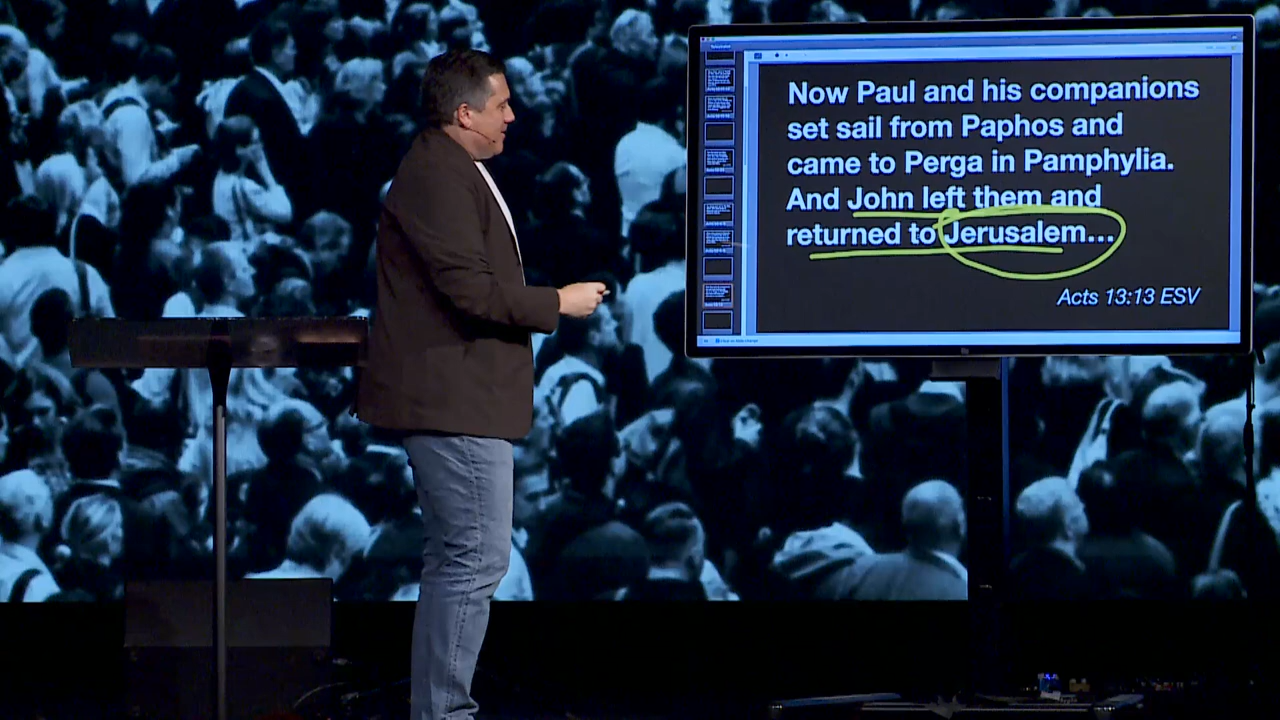 Now Paul and his companions
set sail from Paphos and
came to Perga in Pamphylia.
And John left them and
returned to Jerusalem...
Acts 13:13 ESV